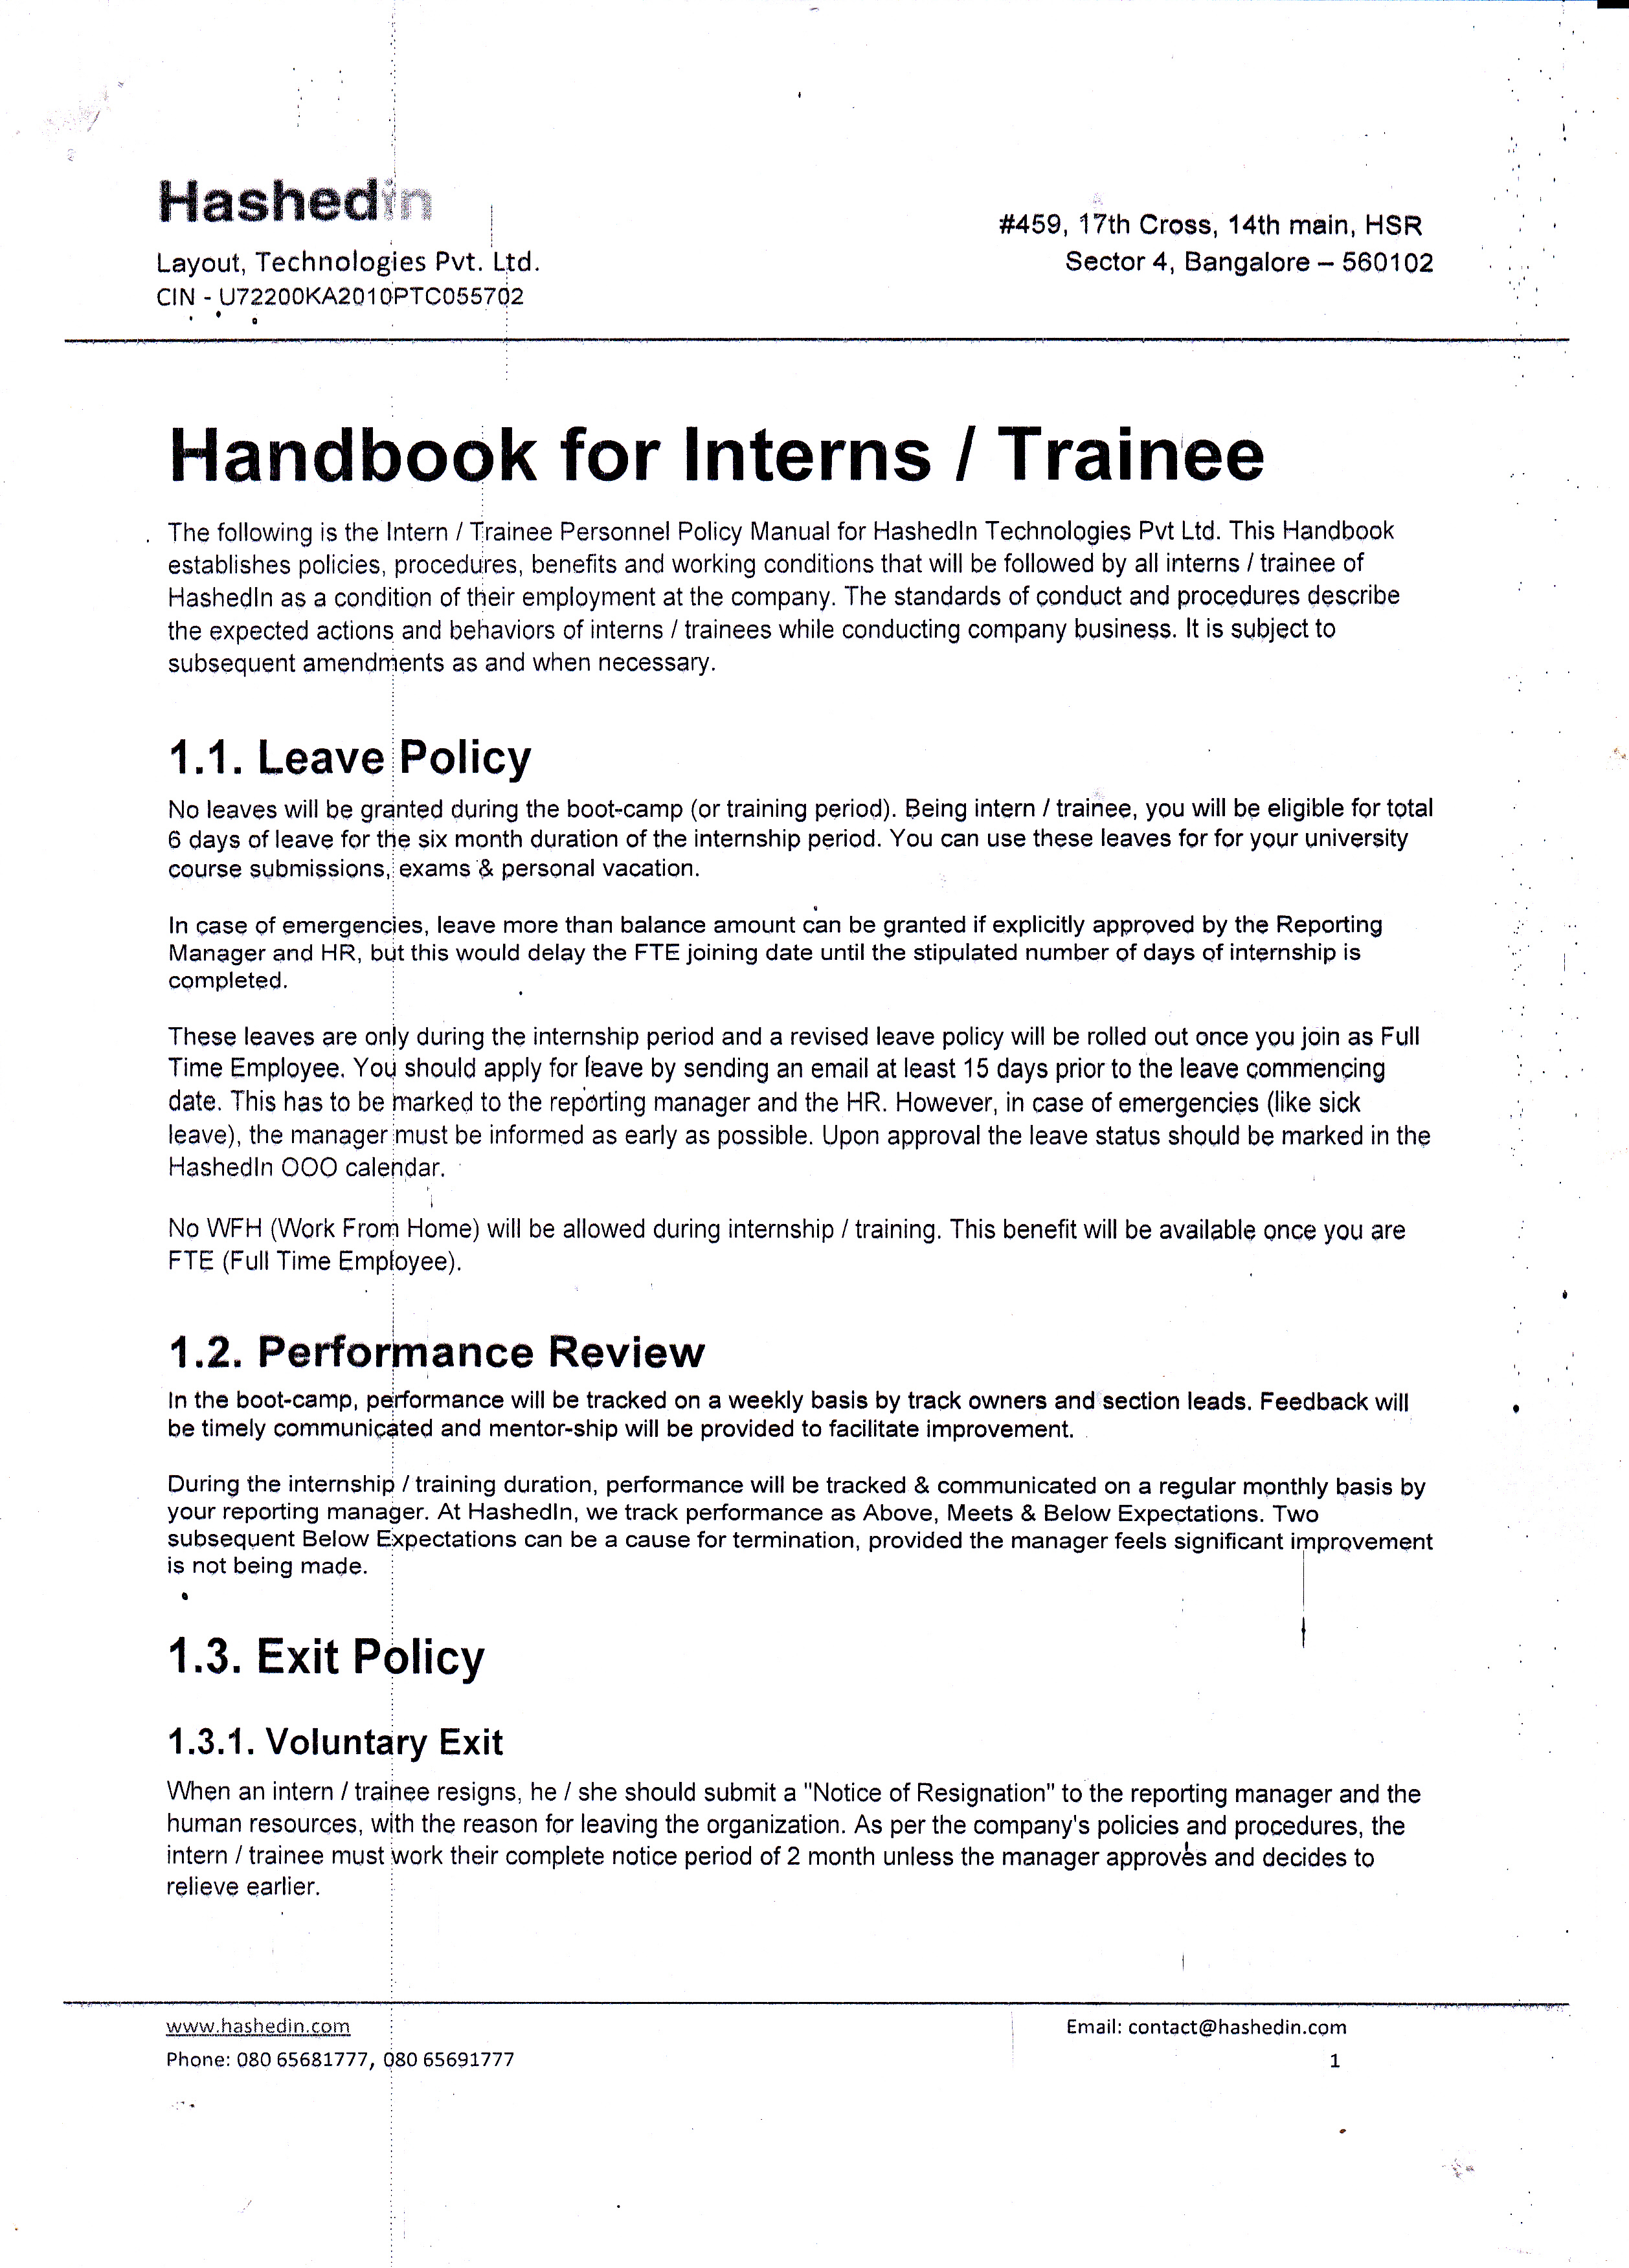 Hashedin
#459, 17th Cross, 14th main, HSR
Layout, Technologies Pvt. Ltd.
Sector 4, Bangalore – 560102
CIN - U72200KA2010PTC055702
Handbook for Interns / Trainee
The following is the Intern / Trainee Personnel Policy Manual for HashedIn Technologies Pvt Ltd. This Handbook
establishes policies, procedures, benefits and working conditions that will be followed by all interns / trainee of
HashedIn as a condition of their employment at the company. The standards of conduct and procedures describe
the expected actions and behaviors of interns / trainees while conducting company business. It is subject to
subsequent amendments as and when necessary.
1.1. Leave Policy
No leaves will be granted during the boot-camp (or training period). Being intern / trainee, you will be eligible for total
6 days of leave for the six month duration of the internship period. You can use these leaves for for your university
course submissions, exams & personal vacation.
In case of emergencies, leave more than balance amount can be granted if explicitly approved by the Reporting
Manager and HR, but this would delay the FTE joining date until the stipulated number of days of internship is
completed.
These leaves are only during the internship period and a revised leave policy will be rolled out once you join as Full
Time Employee. You should apply for leave by sending an email at least 15 days prior to the leave commencing
date. This has to be marked to the reporting manager and the HR. However, in case of emergencies (like sick
leave), the manager must be informed as early as possible. Upon approval the leave status should be marked in the
HashedIn OOO calendar.
No WFH (Work From Home) will be allowed during internship / training. This benefit will be available once you are
FTE (Full Time Employee).
1.2. Performance Review
In the boot-camp, performance will be tracked on a weekly basis by track owners and section leads. Feedback will
be timely communicated and mentor-ship will be provided to facilitate improvement.
During the internship / training duration, performance will be tracked & communicated on a regular monthly basis by
your reporting manager. At HashedIn, we track performance as Above, Meets & Below Expectations. Two
subsequent Below Expectations can be a cause for termination, provided the manager feels significant improvement
is not being made.
1.3. Exit Policy
1.3.1. Voluntary Exit
When an intern / trainee resigns, he / she should submit a "Notice of Resignation" to the reporting manager and the
human resources, with the reason for leaving the organization. As per the company's policies and procedures, the
intern / trainee must work their complete notice period of 2 month unless the manager approves and decides to
relieve earlier.
www.hashedin.com
Email: contact@hashedin.com
Phone: 080 65681777, 080 65691777
1